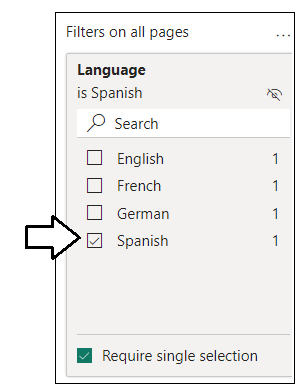 Filters on all pages ...
Language
is Spanish
Search
English 1
French 1
German 1
Spanish 1
Require single selection